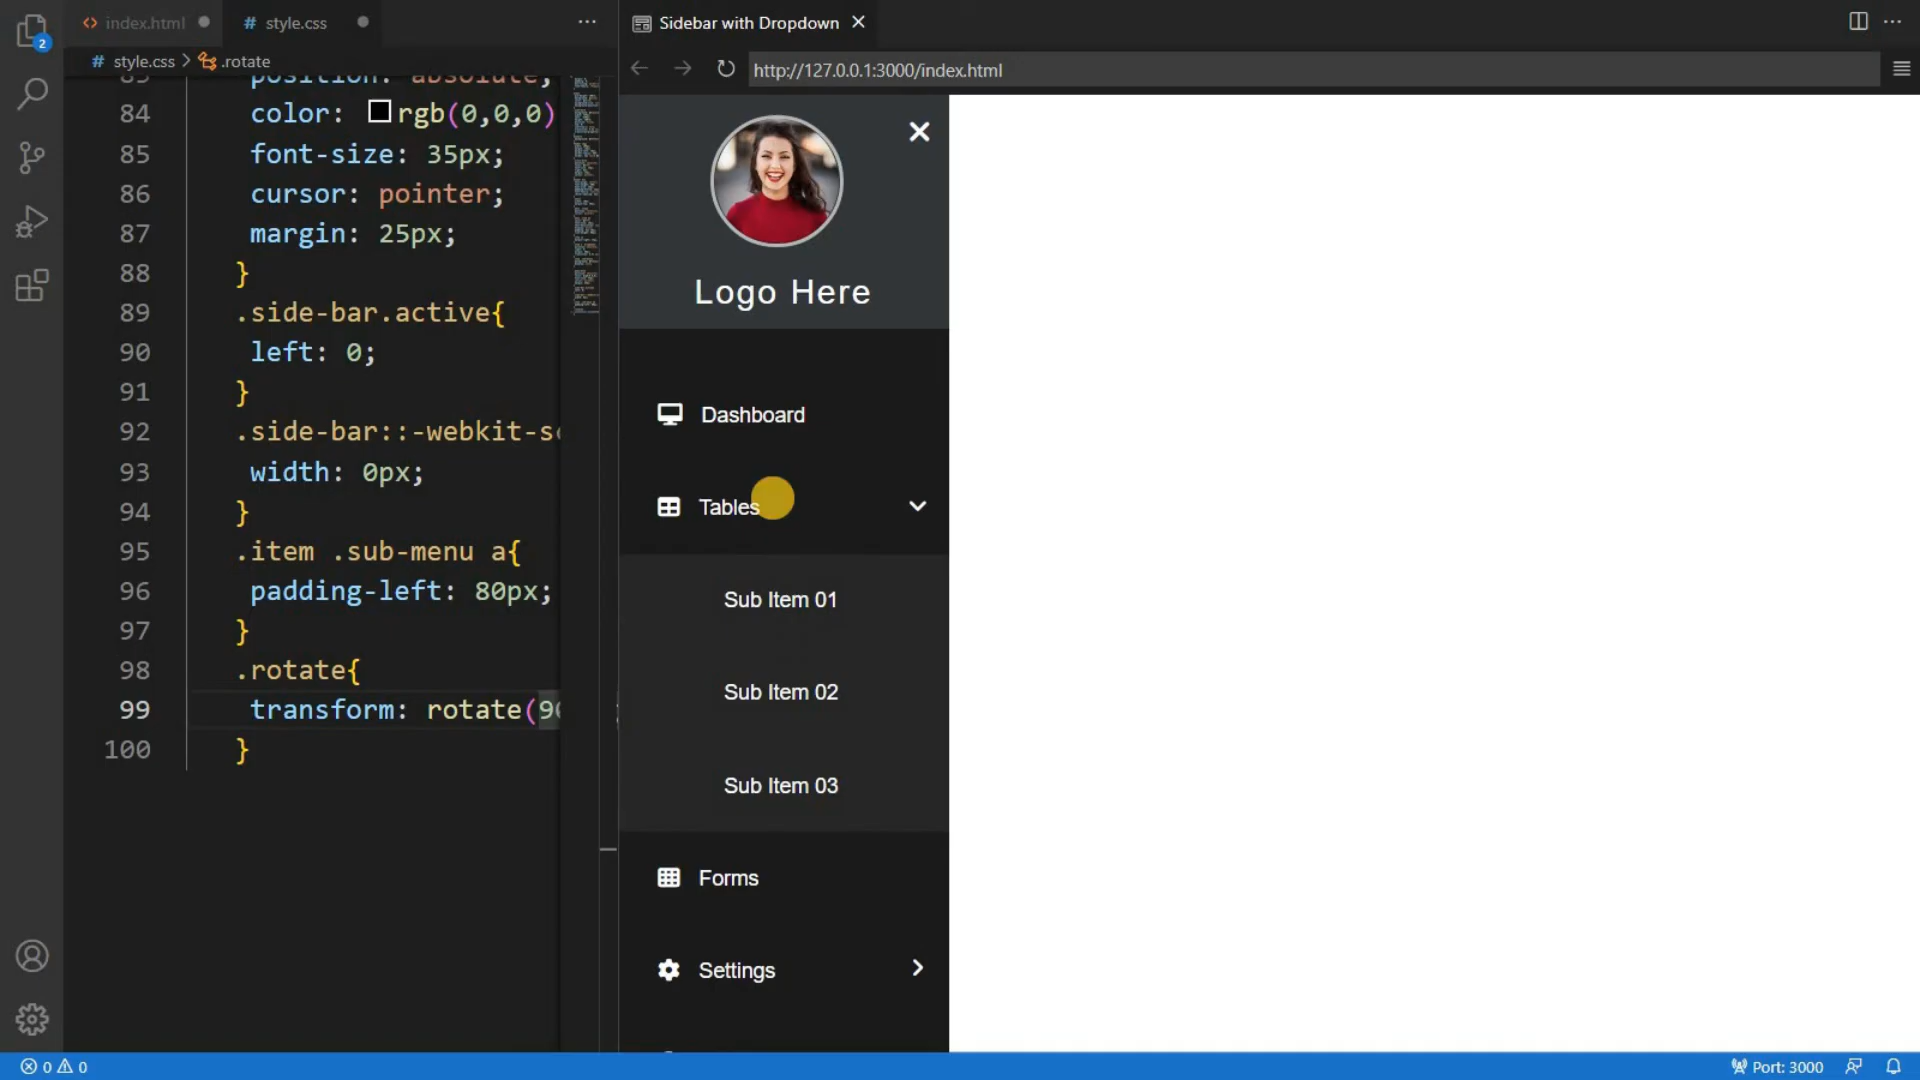 index.html
# style.css
...
Sidebar with Dropdown
...
2
# style.css > .rotate
http://127.0.0.1:3000/index.html
position: absolute;
84 color: rgb(0,0,0)
85 font-size: 35px;
86 cursor: pointer;
87 margin: 25px;
88 }
89 .side-bar.active{
90 left: 0;
91 }
92 .side-bar::-webkit-s
93 width: 0px;
94 }
95 .item .sub-menu a{
96 padding-left: 80px;
97 }
98 .rotate{
99 transform: rotate(90
100 }
Logo Here
Dashboard
Tables
Sub Item 01
Sub Item 02
Sub Item 03
Forms
Settings
0 0
Port: 3000